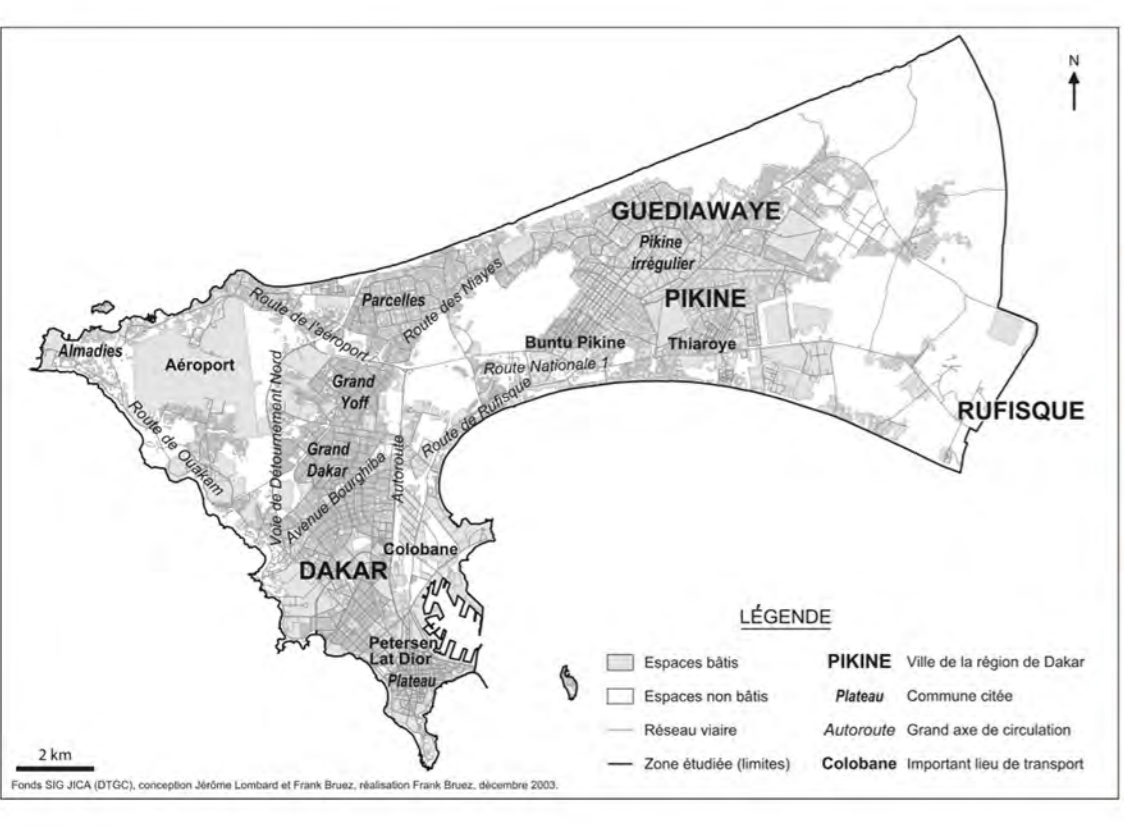 N
GUEDIAWAYE
Pikine
irrégulier
PIKINE
Parcelles
Route des Niayes
Route de l'aéroport
Almadies
Aéroport
Buntu Pikine
Thiaroye
Route Nationale 1
Grand
Yoff
RUFISQUE
Route de Rufisque
Route de Ouakam
Voie de Détournement Nord
Grand
Dakar
Avenue Bourghiba
Autoroute
Colobane
DAKAR
Petersen
Lat Dior
Plateau
LÉGENDE
Espaces bâtis
PIKINE Ville de la région de Dakar
Espaces non bâtis
Plateau Commune citée
Réseau viaire
Autoroute Grand axe de circulation
Zone étudiée (limites)
Colobane Important lieu de transport
2 km
Fonds SIG JICA (DTGC), conception Jérôme Lombard et Frank Bruez, réalisation Frank Bruez, décembre 2003.